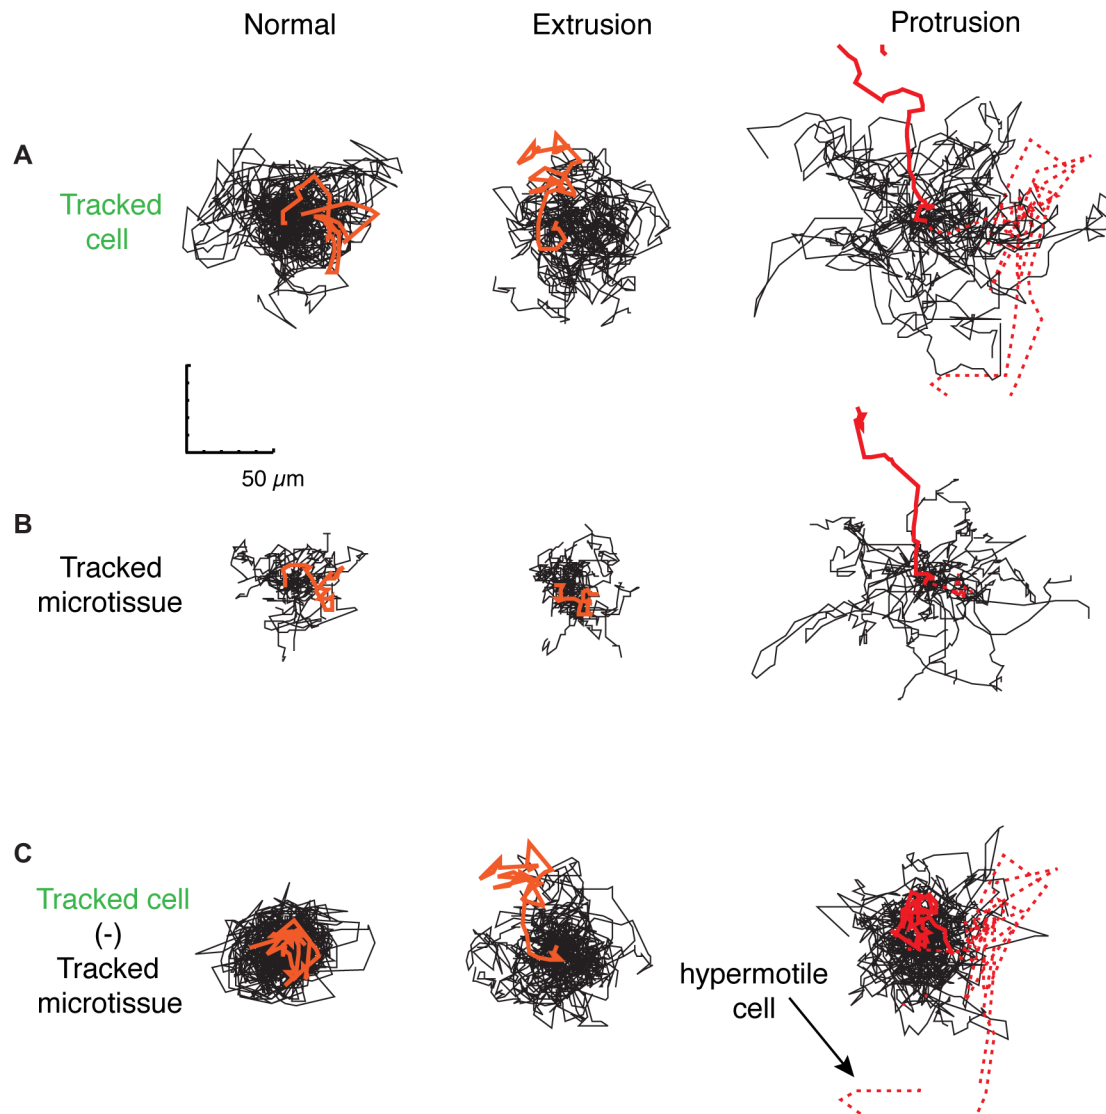 Normal
Extrusion
Protrusion
A
Tracked
cell
50 µm
B
Tracked
microtissue
C
Tracked cell
(-)
Tracked
microtissue
hypermotile
cell